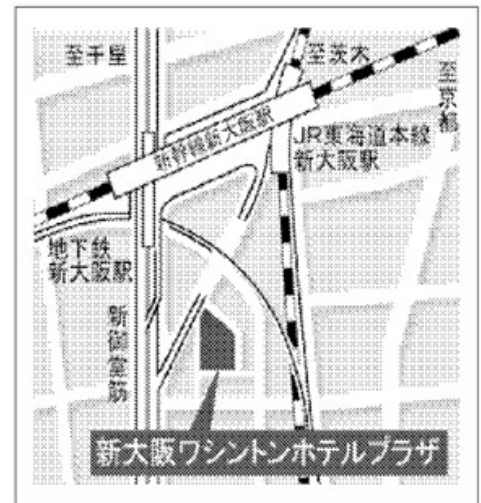 至千里
至茨木
至京都
新幹線新大阪駅
JR東海道本線
新大阪駅
地下鉄
新大阪駅
新御堂筋
新大阪ワシントンホテルプラザ